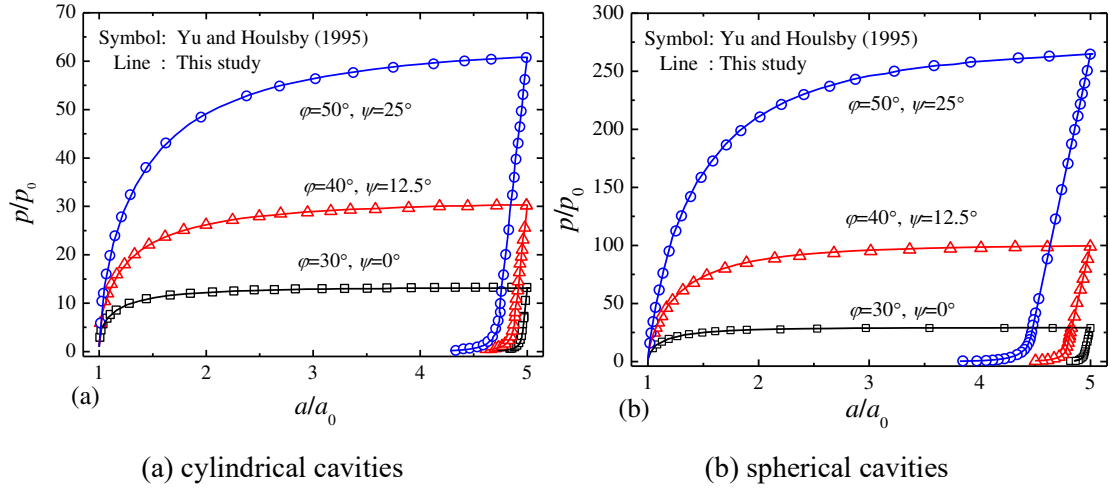 Symbol: Yu and Houlsby (1995)
Line : This study
φ=50°, ψ=25°
φ=40°, ψ=12.5°
φ=30°, ψ=0°
p/p0
70
60
50
40
30
20
10
0
1
2
3
4
5
a/a0
(a)
Symbol: Yu and Houlsby (1995)
Line : This study
φ=50°, ψ=25°
φ=40°, ψ=12.5°
φ=30°, ψ=0°
p/p0
300
250
200
150
100
50
25
0
1
2
3
4
5
a/a0
(b)
(a) cylindrical cavities
(b) spherical cavities